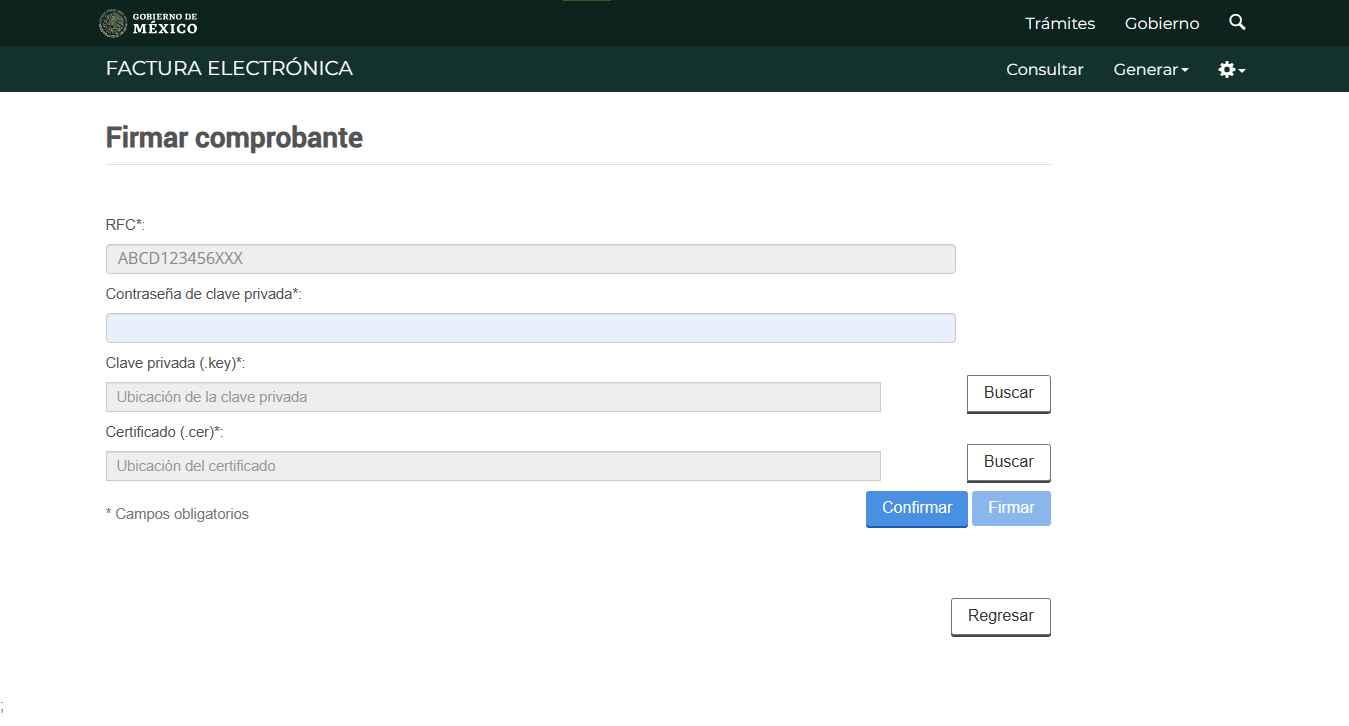 GOBIERNO DE
MÉXICO
Trámites Gobierno
FACTURA ELECTRÓNICA
Consultar Generar
Firmar comprobante
RFC*:
ABCD123456XXX
Contraseña de clave privada*:
Clave privada (.key)*:
Ubicación de la clave privada
Buscar
Certificado (.cer)*:
Ubicación del certificado
Buscar
* Campos obligatorios
Confirmar Firmar
Regresar
;